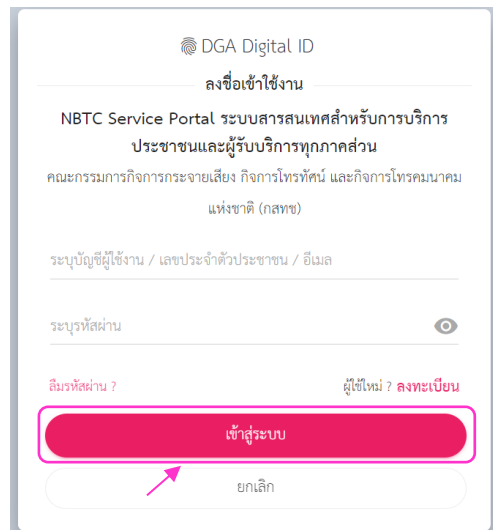 DGA Digital ID
ลงชื่อเข้าใช้งาน
NBTC Service Portal ระบบสารสนเทศสำหรับการบริการ
ประชาชนและผู้รับบริการทุกภาคส่วน
คณะกรรมการกิจการกระจายเสียง กิจการโทรทัศน์ และกิจการโทรคมนาคม
แห่งชาติ (กสทช)
ระบุบัญชีผู้ใช้งาน / เลขประจำตัวประชาชน / อีเมล
ระบุรหัสผ่าน
ลืมรหัสผ่าน ? ผู้ใช้ใหม่ ? ลงทะเบียน
เข้าสู่ระบบ
ยกเลิก